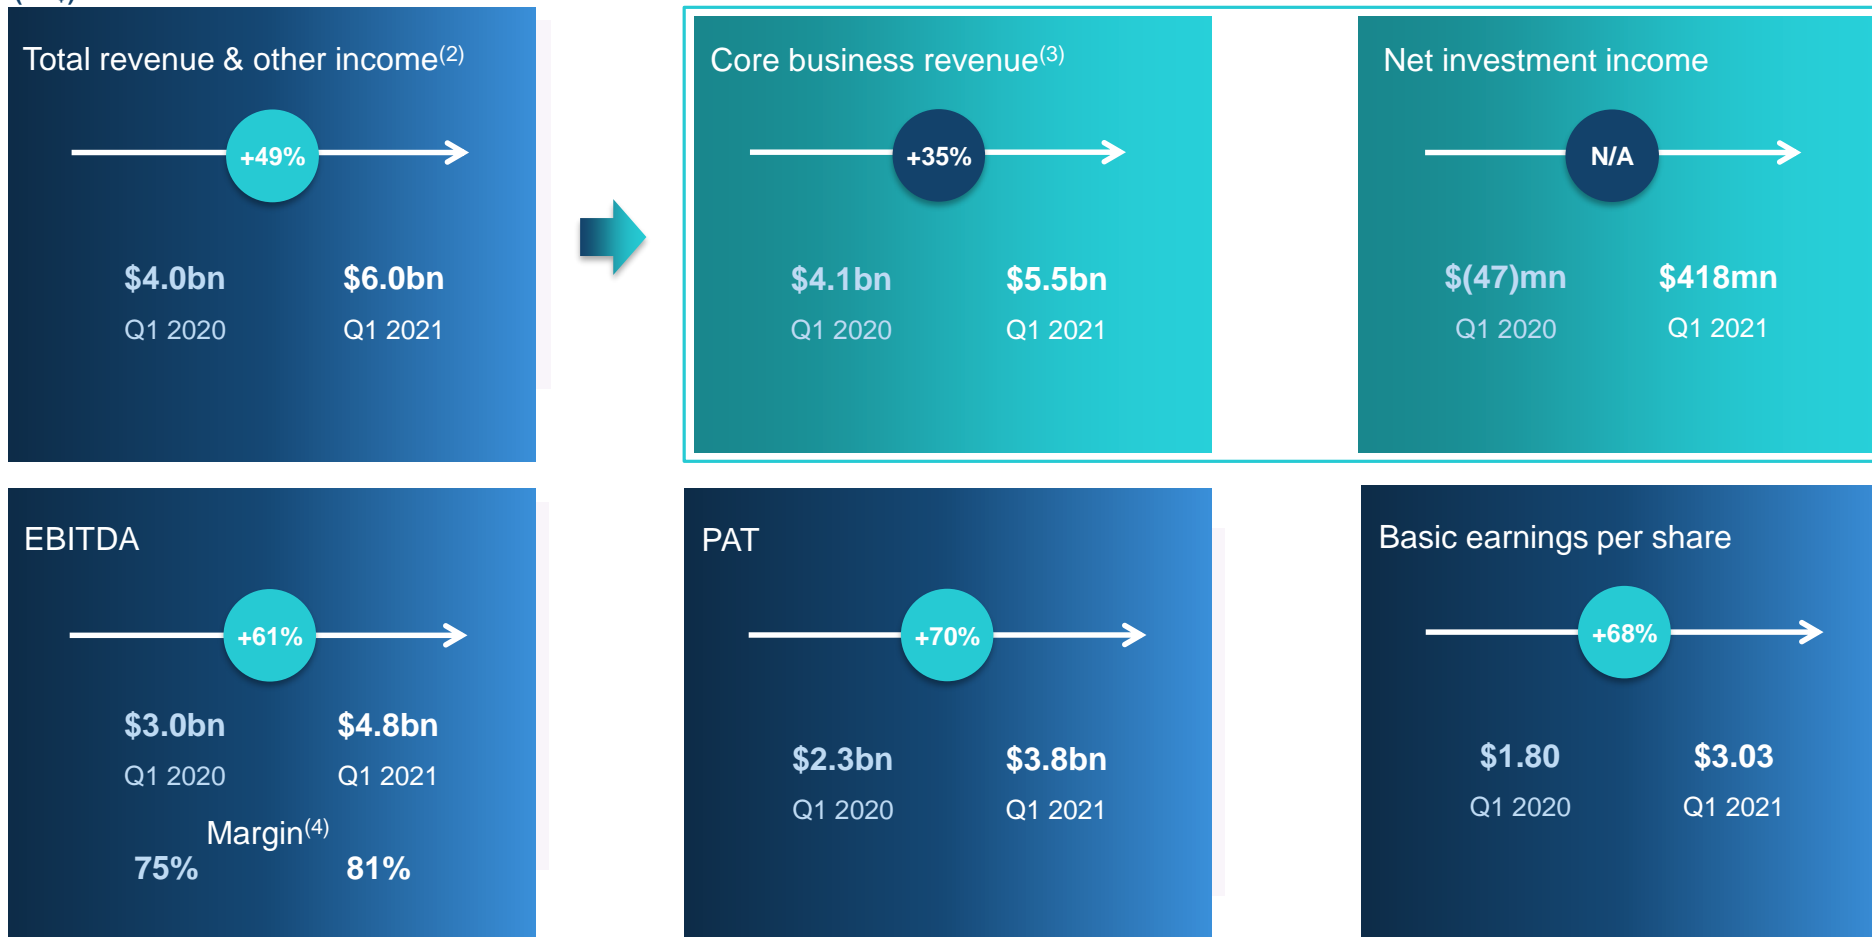 Total revenue & other income(2)
+49%
$4.0bn $6.0bn
Q1 2020 Q1 2021
Core business revenue(3)
+35%
$4.1bn $5.5bn
Q1 2020 Q1 2021
Net investment income
N/A
$(47)mn $418mn
Q1 2020 Q1 2021
EBITDA
+61%
$3.0bn $4.8bn
Q1 2020 Q1 2021
Margin(4)
75% 81%
PAT
+70%
$2.3bn $3.8bn
Q1 2020 Q1 2021
Basic earnings per share
+68%
$1.80 $3.03
Q1 2020 Q1 2021